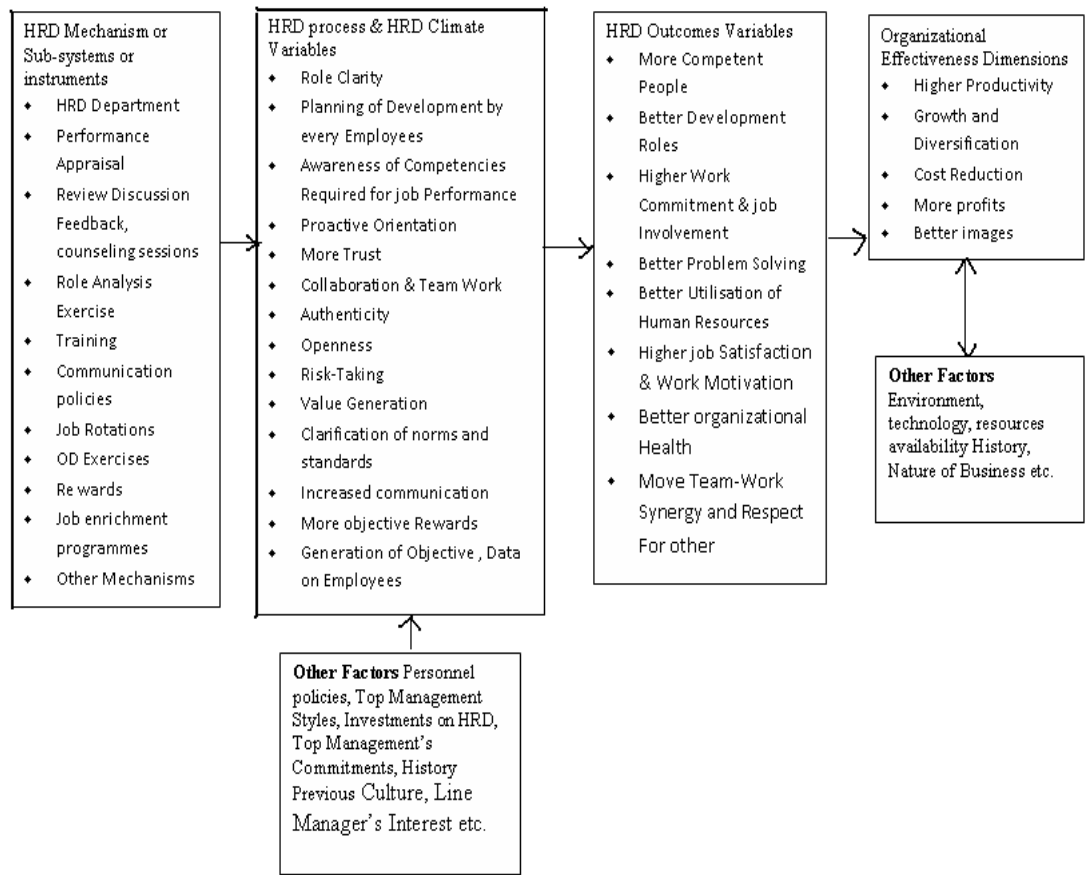 HRD Mechanism or
Sub-systems or
instruments
♦ HRD Department
♦ Performance
Appraisal
♦ Review Discussion
Feedback,
counseling sessions
♦ Role Analysis
Exercise
♦ Training
♦ Communication
policies
♦ Job Rotations
♦ OD Exercises
♦ Re wards
♦ Job enrichment
programmes
♦ Other Mechanisms
HRD process & HRD Climate
Variables
♦ Role Clarity
♦ Planning of Development by
every Employees
♦ Awareness of Competencies
Required for job Performance
♦ Proactive Orientation
♦ More Trust
♦ Collaboration & Team Work
♦ Authenticity
♦ Openness
♦ Risk-Taking
♦ Value Generation
♦ Clarification of norms and
standards
♦ Increased communication
♦ More objective Rewards
♦ Generation of Objective , Data
on Employees
HRD Outcomes Variables
♦ More Competent
People
♦ Better Development
Roles
♦ Higher Work
Commitment & job
Involvement
♦ Better Problem Solving
♦ Better Utilisation of
Human Resources
♦ Higher job Satisfaction
& Work Motivation
♦ Better organizational
Health
♦ Move Team-Work
Synergy and Respect
For other
Organizational
Effectiveness Dimensions
♦ Higher Productivity
♦ Growth and
Diversification
♦ Cost Reduction
♦ More profits
♦ Better images
Other Factors
Environment,
technology, resources
availability History,
Nature of Business etc.
Other Factors Personnel
policies, Top Management
Styles, Investments on HRD,
Top Management's
Commitments, History
Previous Culture, Line
Manager's Interest etc.